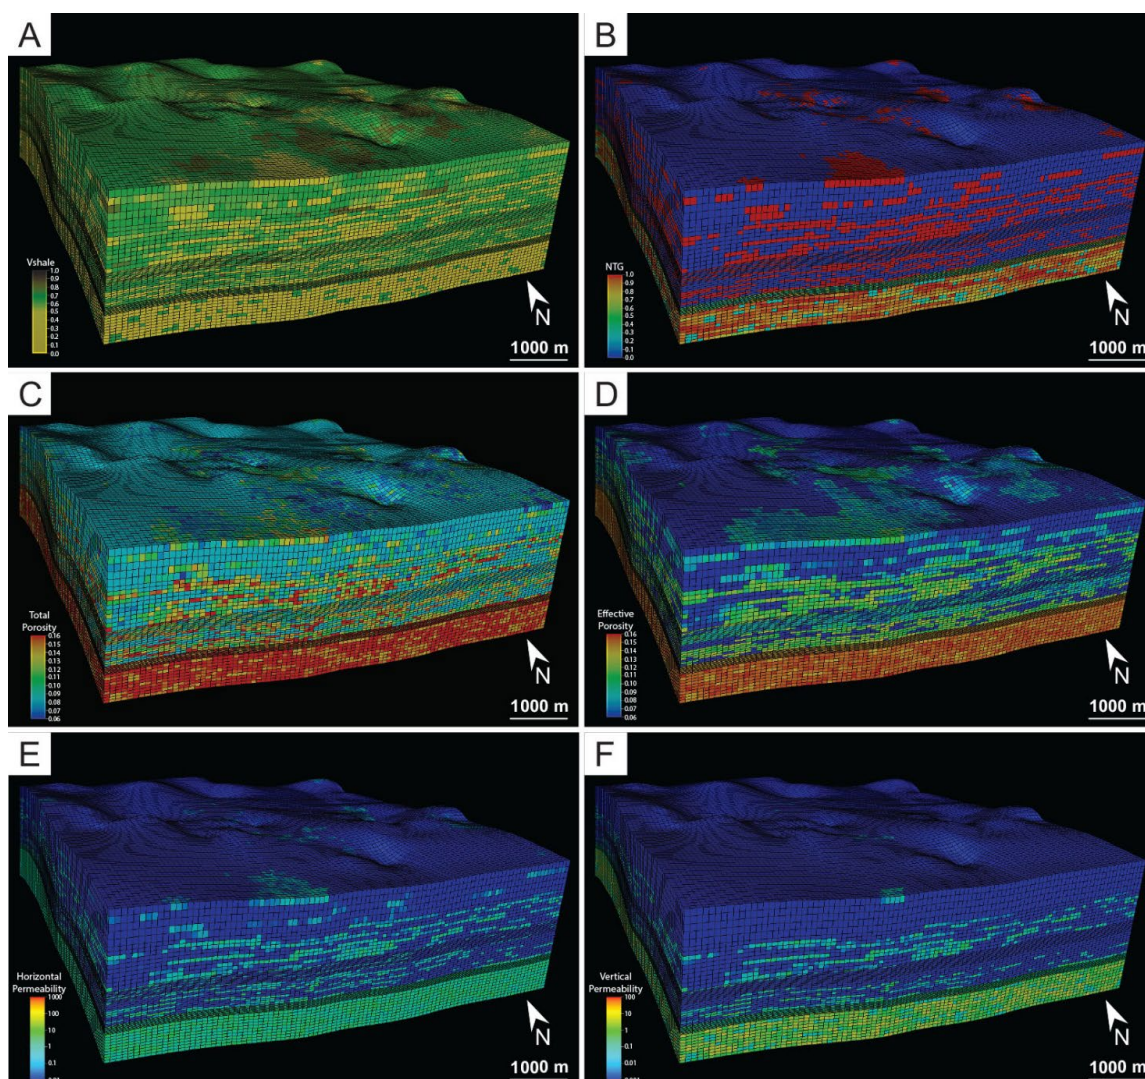 A
Vshale
1.0
0.9
0.8
0.7
0.6
0.5
0.4
0.3
0.2
0.1
0.0
N
1000 m
B
NTG
1.0
0.9
0.8
0.7
0.6
0.5
0.4
0.3
0.2
0.1
0.0
N
1000 m
C
Total
Porosity
0.16
0.15
0.14
0.13
0.12
0.11
0.10
0.09
0.08
0.07
0.06
N
1000 m
D
Effective
Porosity
0.16
0.15
0.14
0.13
0.12
0.11
0.10
0.09
0.08
0.07
0.06
N
1000 m
E
Horizontal
Permeability
1000
100
10
1
0.1
N
1000 m
F
Vertical
Permeability
100
10
1
0.1
0.01
N
1000 m